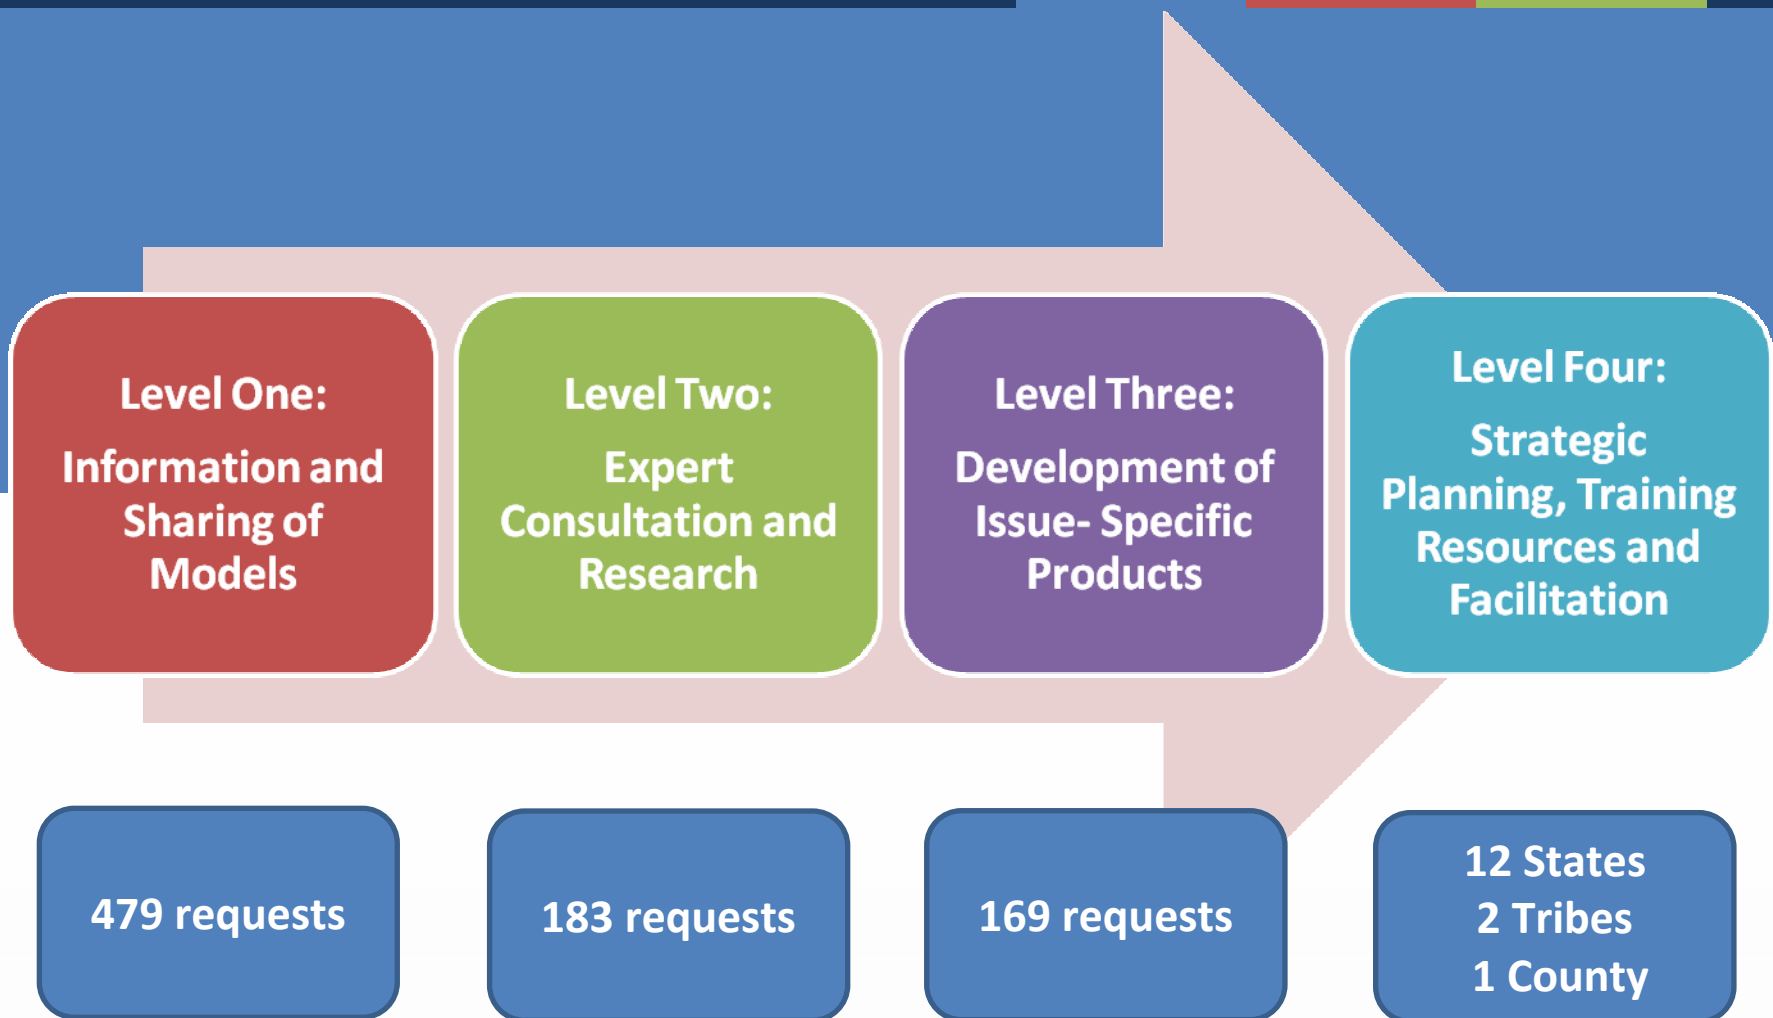 Level One:
Information and
Sharing of
Models
Level Two:
Expert
Consultation and
Research
Level Three:
Development of
Issue- Specific
Products
Level Four:
Strategic
Planning, Training
Resources and
Facilitation
479 requests
183 requests
169 requests
12 States
2 Tribes
1 County